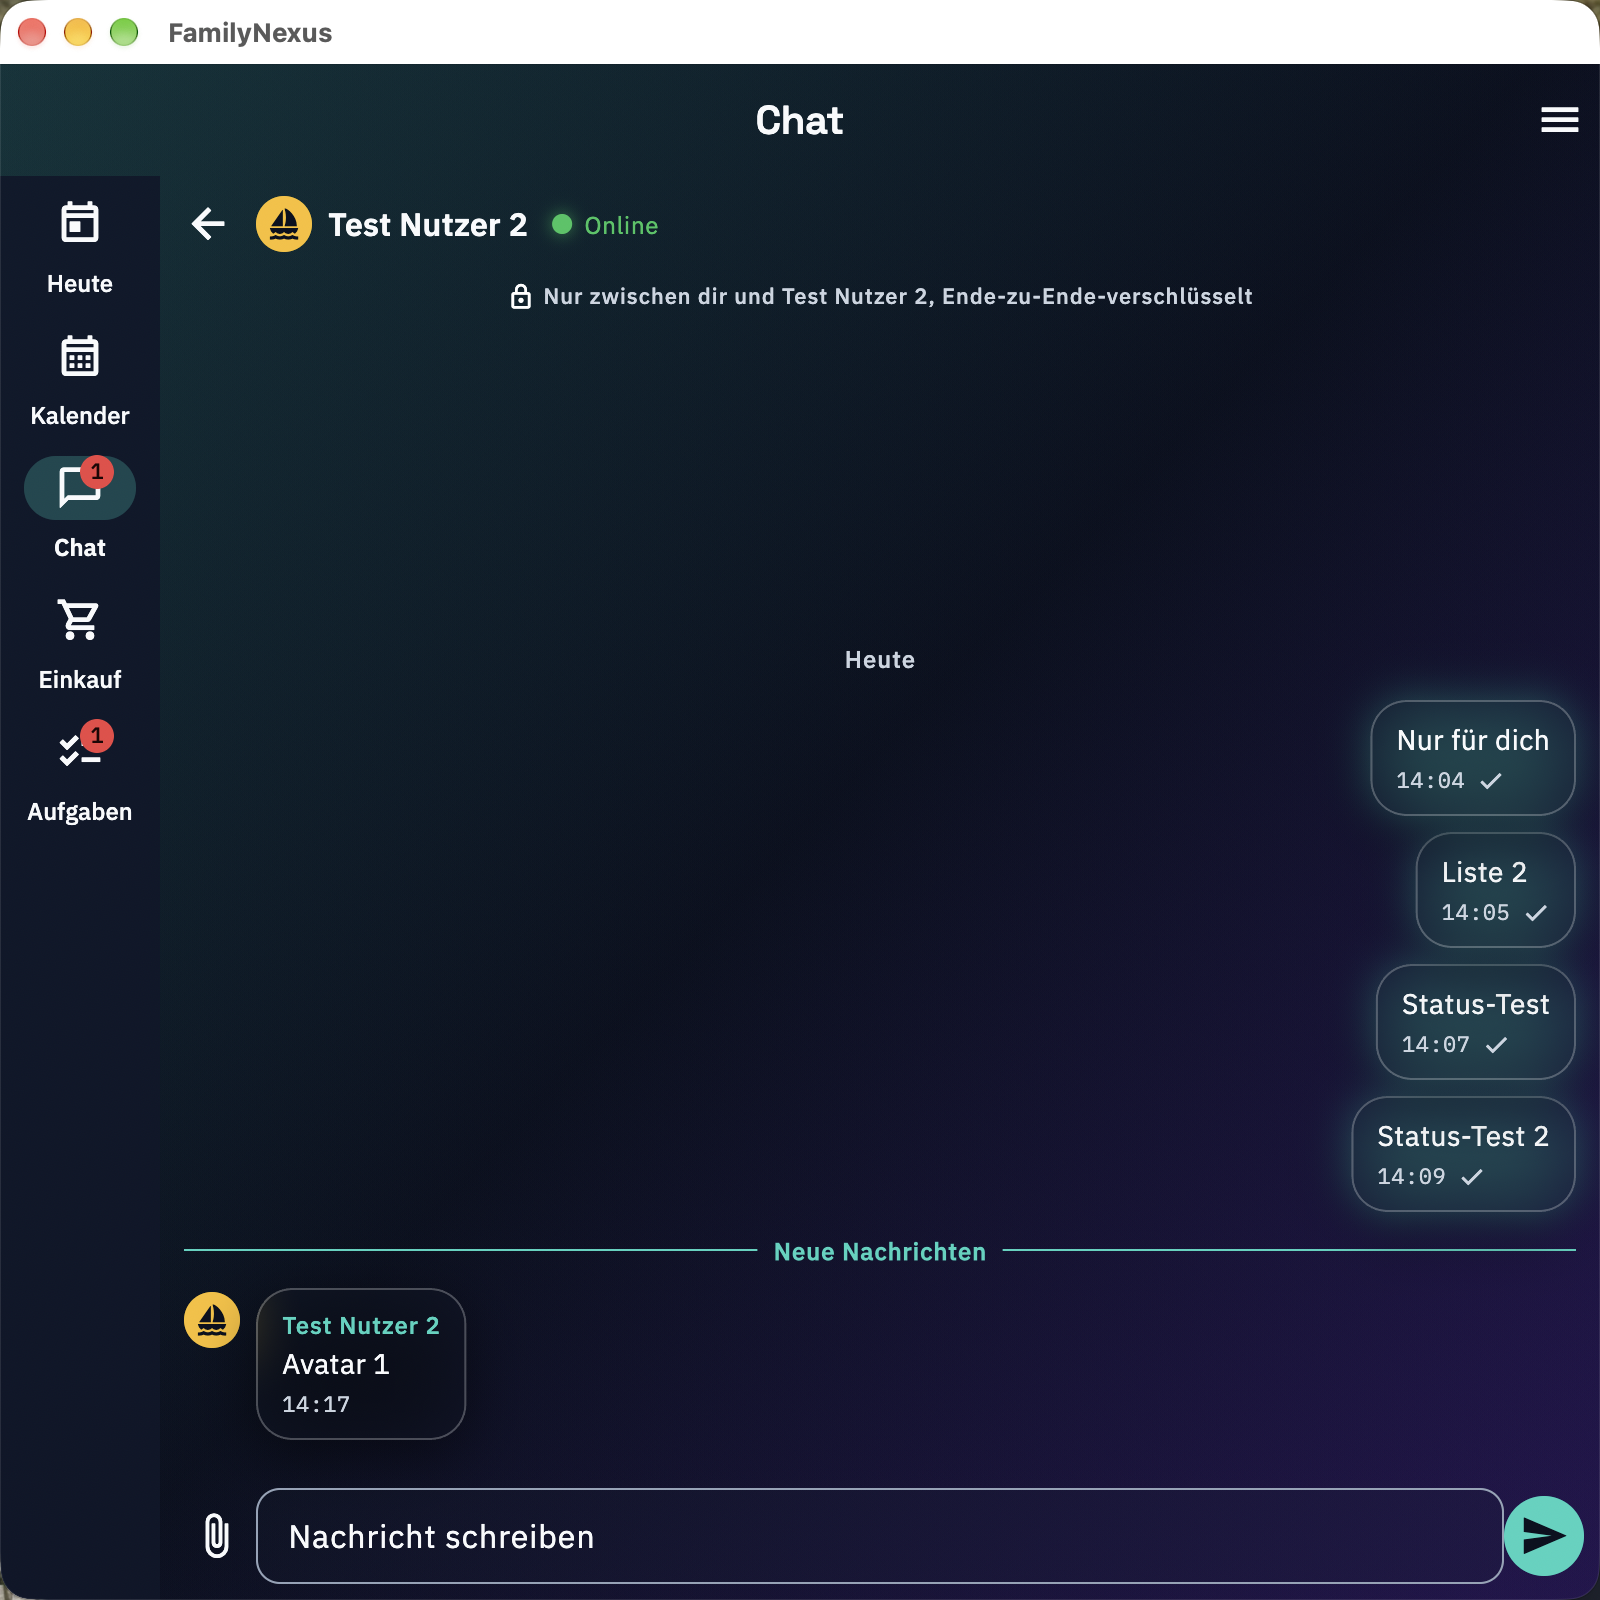 FamilyNexus
Chat
Heute
Kalender
1
Chat
Einkauf
1
Aufgaben
Test Nutzer 2
Online
Nur zwischen dir und Test Nutzer 2, Ende-zu-Ende-verschlüsselt
Heute
Nur für dich
14:04
Liste 2
14:05
Status-Test
14:07
Status-Test 2
14:09
Neue Nachrichten
Test Nutzer 2
Avatar 1
14:17
Nachricht schreiben